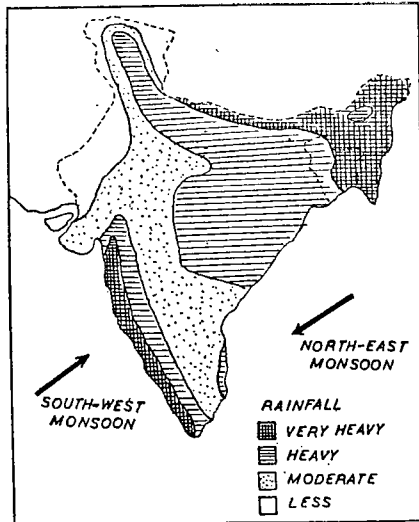 NORTH-EAST
MONSOON
SOUTH-WEST
MONSOON
RAINFALL
VERY HEAVY
HEAVY
MODERATE
LESS